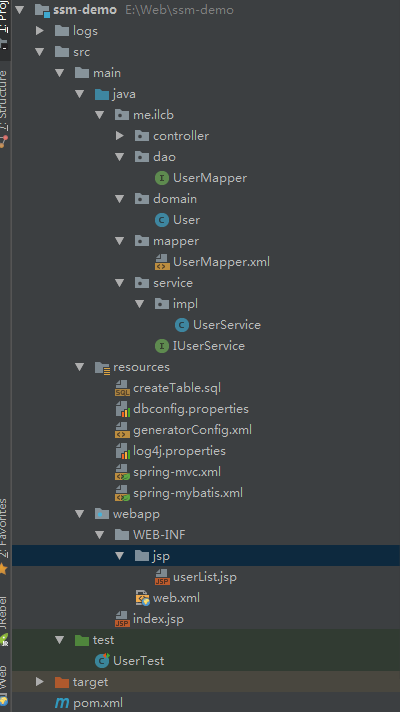 1: Proj
ssm-demo E:\Web\ssm-demo
logs
src
main
java
me.ilcb
controller
dao
UserMapper
domain
User
mapper
UserMapper.xml
service
impl
UserService
IUserService
resources
createTable.sql
dbconfig.properties
generatorConfig.xml
log4j.properties
spring-mvc.xml
spring-mybatis.xml
webapp
WEB-INF
jsp
userList.jsp
web.xml
index.jsp
test
UserTest
target
pom.xml
7: Structure
2: Favorites
JRebel
Web